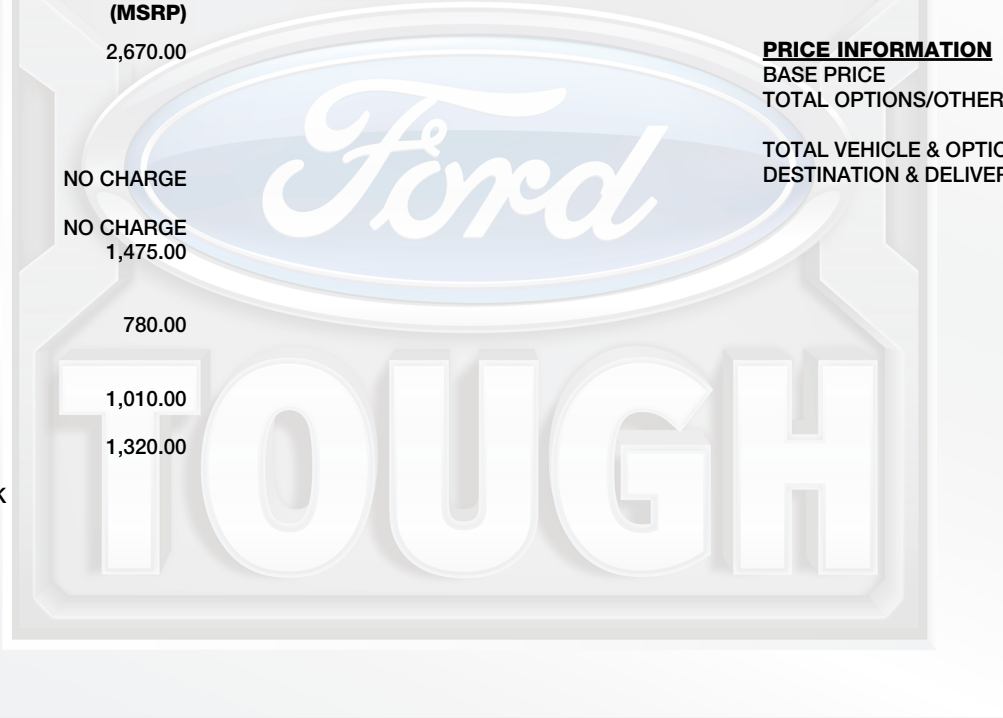 (MSRP)
2,670.00
NO CHARGE
NO CHARGE
1,475.00
780.00
1,010.00
1,320.00
K
PRICE INFORMATION
BASE PRICE
TOTAL OPTIONS/OTHER
TOTAL VEHICLE & OPTIO
DESTINATION & DELIVER
Ford
TOUGH